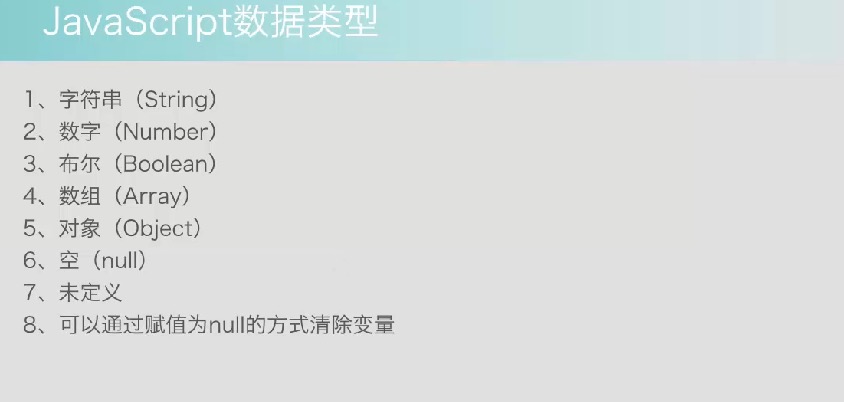 JavaScript数据类型
1、字符串（String）
2、数字（Number）
3、布尔（Boolean）
4、数组（Array）
5、对象（Object）
6、空（null）
7、未定义
8、可以通过赋值为null的方式清除变量